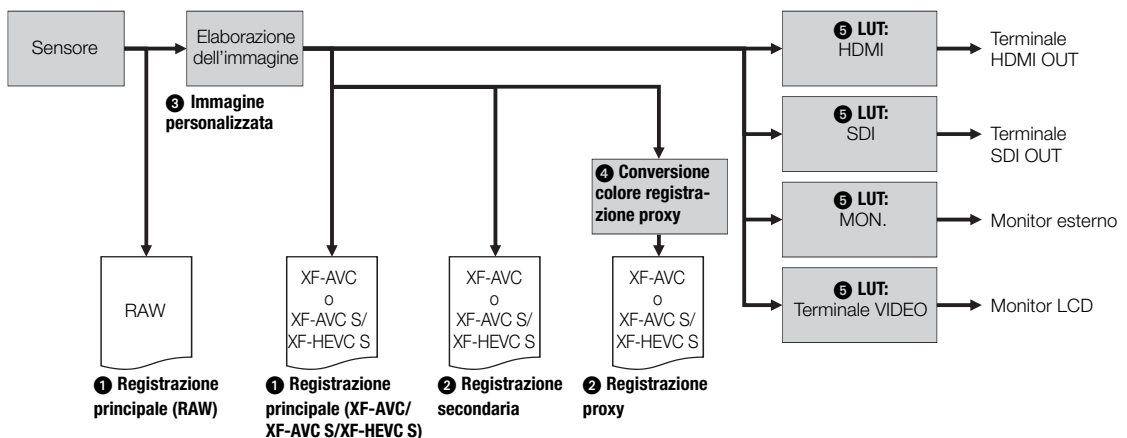 Sensore
Elaborazione
dell'immagine
❸ Immagine
personalizzata
❺ LUT:
HDMI
Terminale
HDMI OUT
❺ LUT:
SDI
Terminale
SDI OUT
❹ Conversione
colore registra-
zione proxy
❺ LUT:
MON.
Monitor esterno
❺ LUT:
Terminale VIDEO
Monitor LCD
RAW
XF-AVC
o
XF-AVC S/
XF-HEVC S
XF-AVC
o
XF-AVC S/
XF-HEVC S
XF-AVC
o
XF-AVC S/
XF-HEVC S
❶ Registrazione
principale (RAW)
❶ Registrazione
principale (XF-AVC/
XF-AVC S/XF-HEVC S)
❷ Registrazione
secondaria
❷ Registrazione
proxy